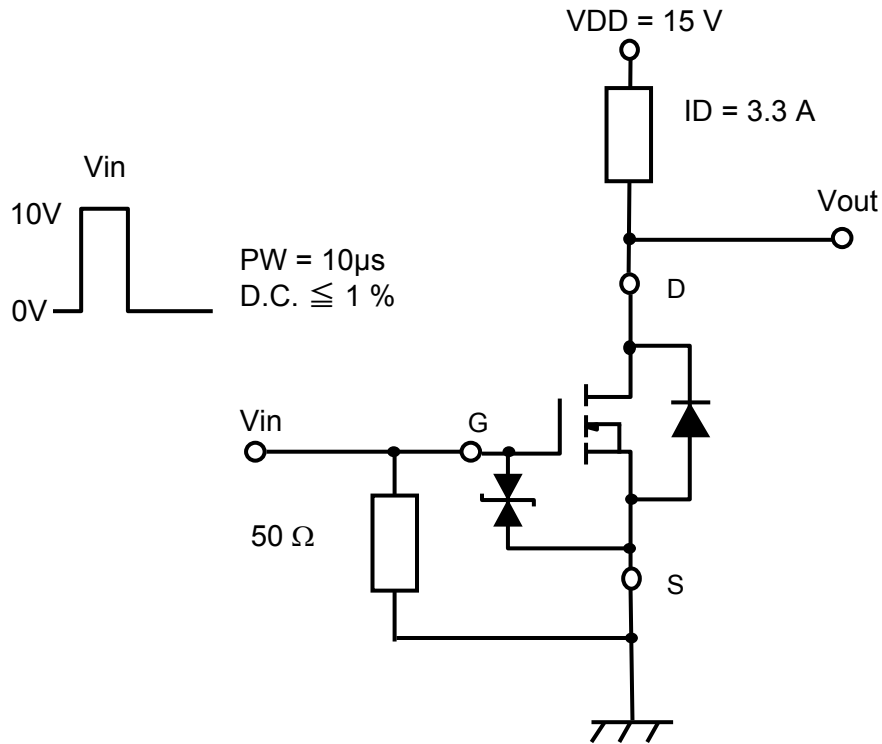 VDD = 15 V
ID = 3.3 A
Vin
10V
0V
PW = 10µs
D.C. ≦ 1 %
Vout
D
Vin
G
50 Ω
S